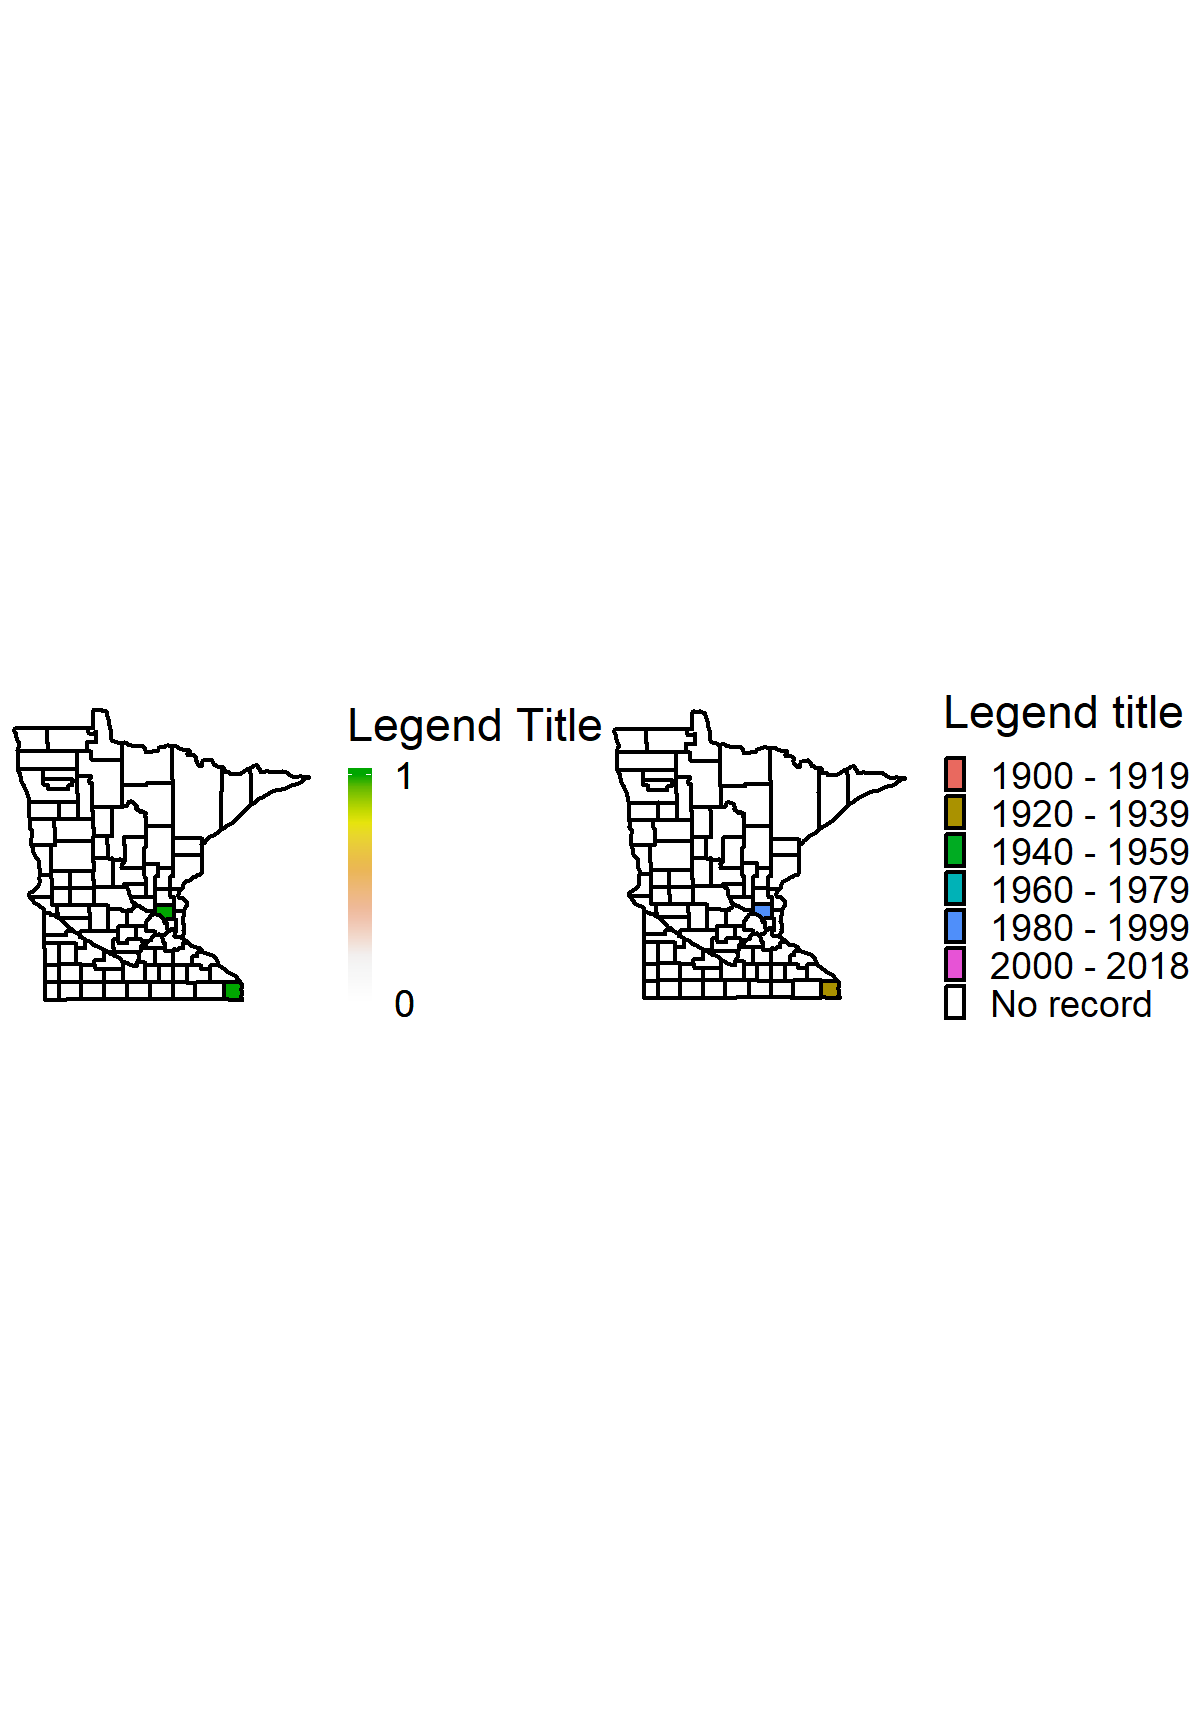 Legend Title
1
0
Legend title
1900 - 1919
1920 - 1939
1940 - 1959
1960 - 1979
1980 - 1999
2000 - 2018
No record